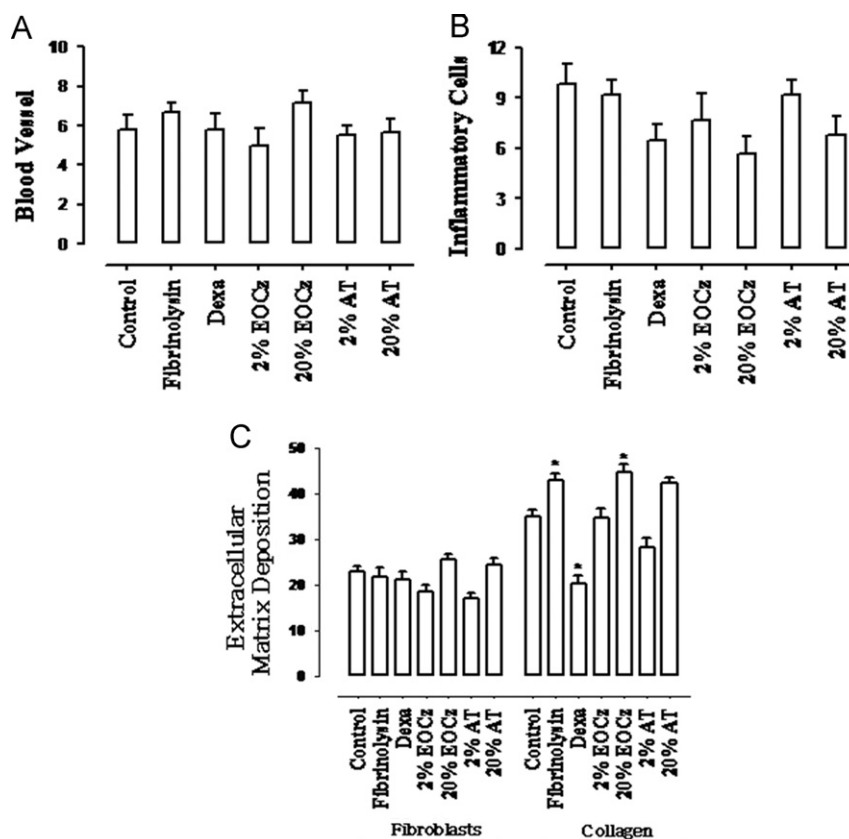 A
10
8
6
4
2
0
Blood Vessel
Control
Fibrinolysin
Dexa
2% EOCz
20% EOCz
2% AT
20% AT
B
12
9
6
3
0
Inflammatory Cells
Control
Fibrinolysin
Dexa
2% EOCz
20% EOCz
2% AT
20% AT
C
50
40
30
20
10
0
Extracellular
Matrix Deposition
* * *
Control
Fibrinolysin
Dexa
2% EOCz
20% EOCz
2% AT
20% AT
Control
Fibrinolysin
Dexa
2% EOCz
20% EOCz
2% AT
20% AT
Fibroblasts
Collagen